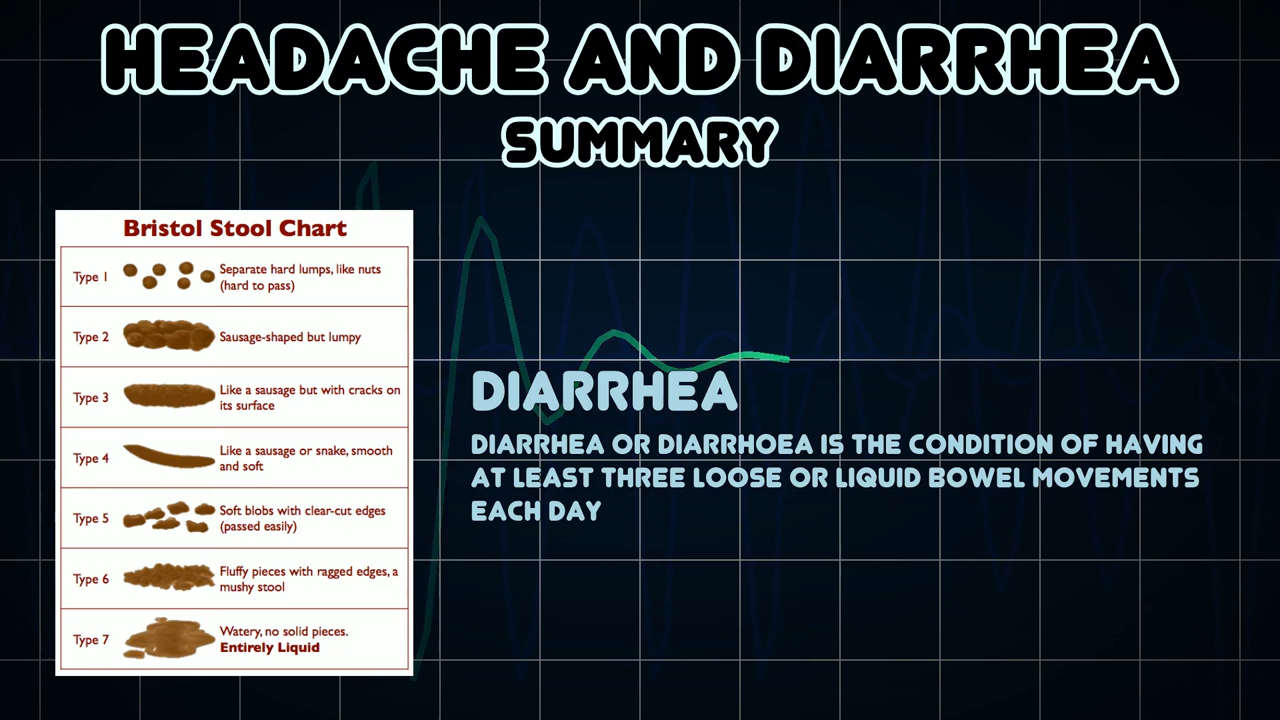 HEADACHE AND DIARRHEA
SUMMARY
Bristol Stool Chart
Type 1
Separate hard lumps, like nuts
(hard to pass)
Type 2
Sausage-shaped but lumpy
Type 3
Like a sausage but with cracks on
its surface
Type 4
Like a sausage or snake, smooth
and soft
Type 5
Soft blobs with clear-cut edges
(passed easily)
Type 6
Fluffy pieces with ragged edges, a
mushy stool
Type 7
Watery, no solid pieces.
Entirely Liquid
DIARRHEA
DIARRHEA OR DIARRHOEA IS THE CONDITION OF HAVING
AT LEAST THREE LOOSE OR LIQUID BOWEL MOVEMENTS
EACH DAY